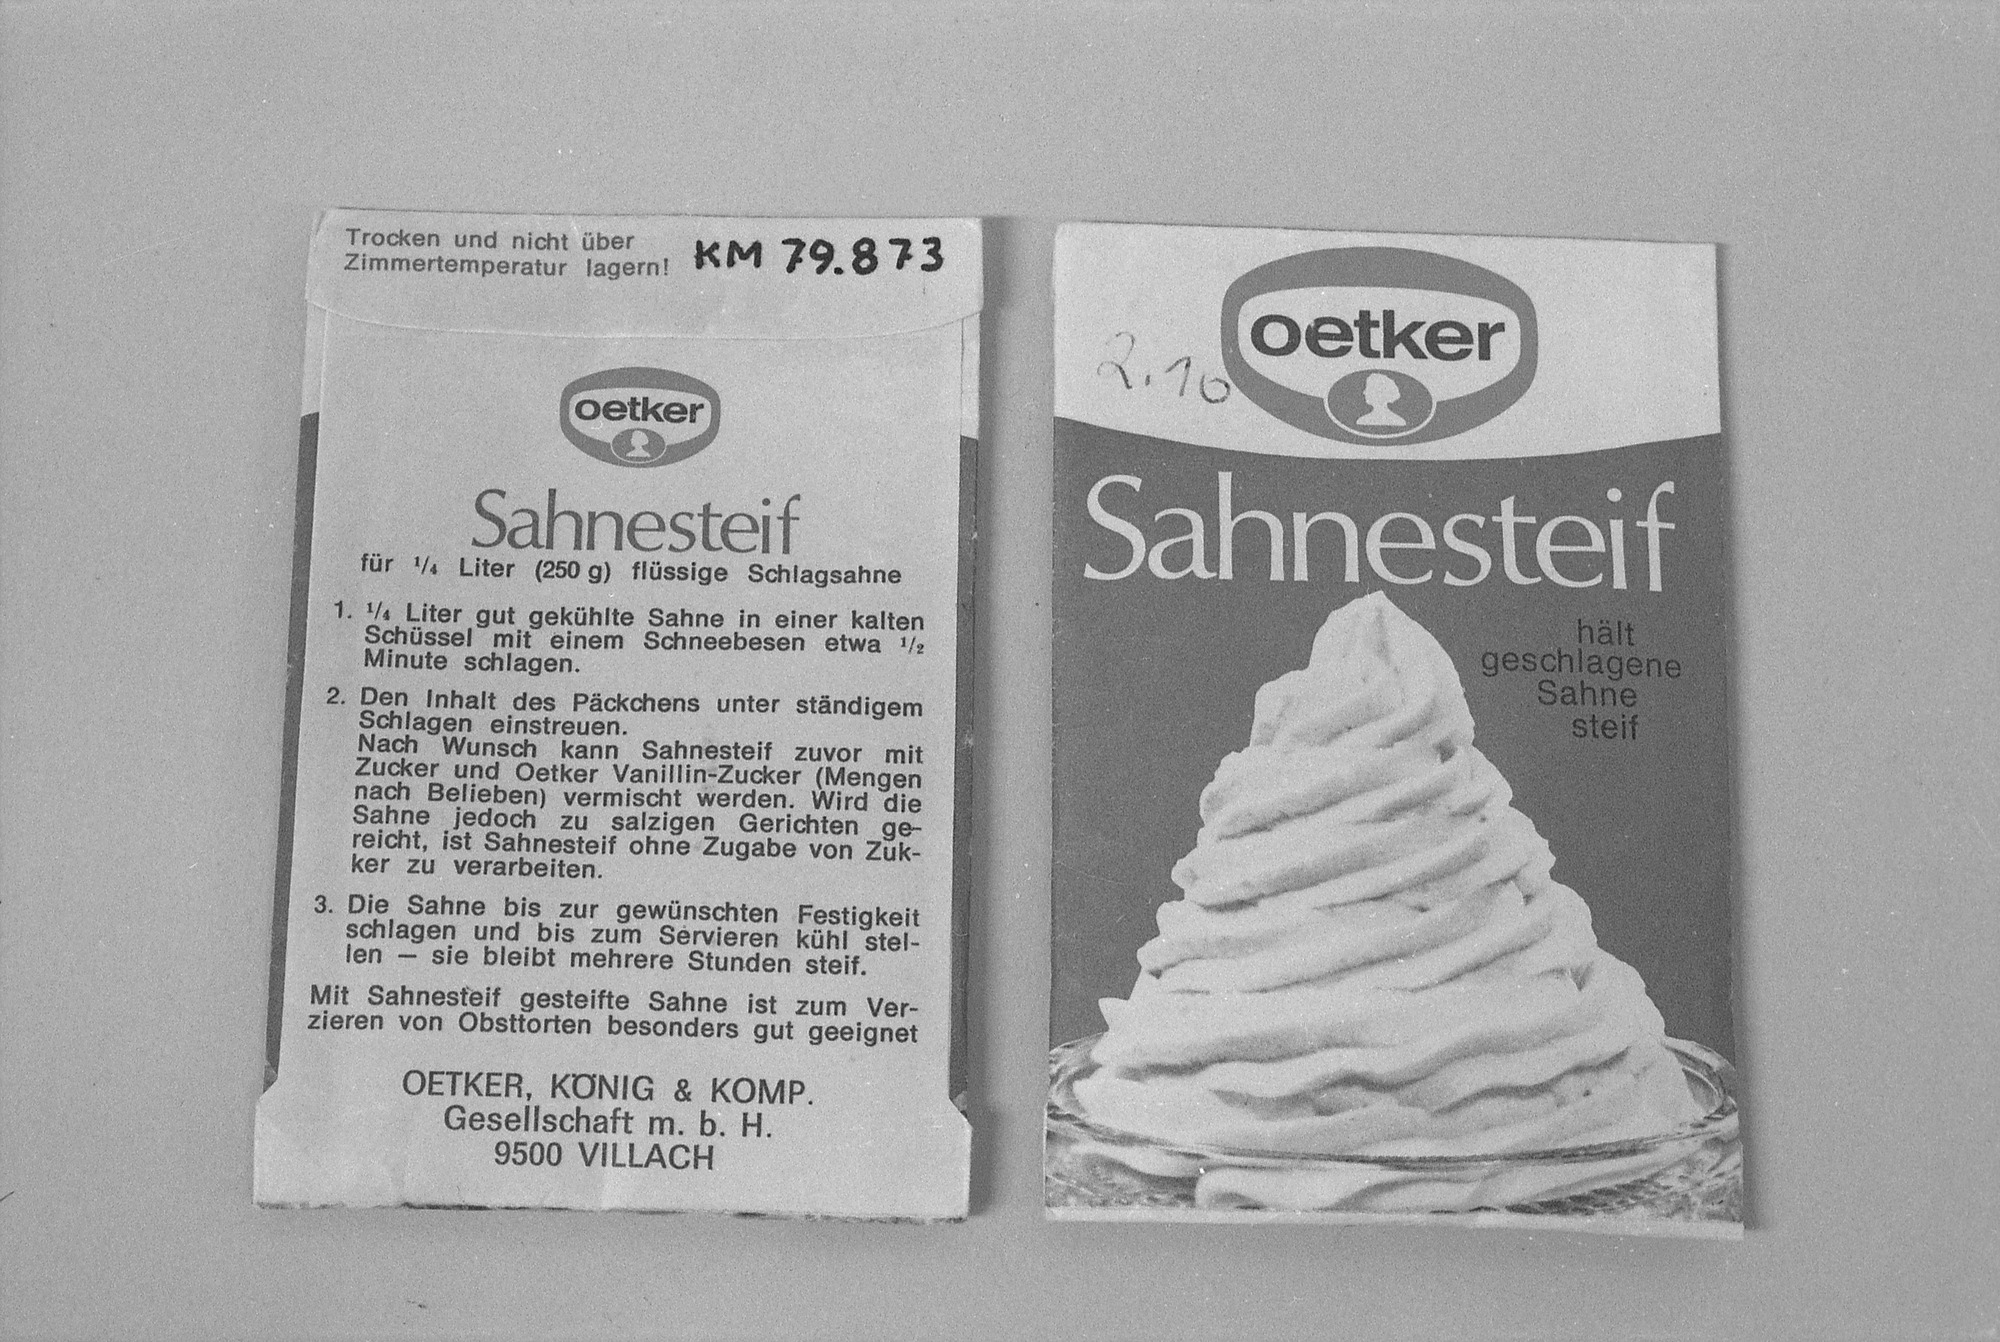 Trocken und nicht über
Zimmertemperatur lagern!
KM 79.873
oetker
Sahnesteif
für 1/4 Liter (250 g) flüssige Schlagsahne
1. 1/4 Liter gut gekühlte Sahne in einer kalten
Schüssel mit einem Schneebesen etwa 1/2
Minute schlagen.
2. Den Inhalt des Päckchens unter ständigem
Schlagen einstreuen.
Nach Wunsch kann Sahnesteif zuvor mit
Zucker und Oetker Vanillin-Zucker (Mengen
nach Belieben) vermischt werden. Wird die
Sahne jedoch zu salzigen Gerichten ge-
reicht, ist Sahnesteif ohne Zugabe von Zuk-
ker zu verarbeiten.
3. Die Sahne bis zur gewünschten Festigkeit
schlagen und bis zum Servieren kühl stel-
len — sie bleibt mehrere Stunden steif.
Mit Sahnesteif gesteifte Sahne ist zum Ver-
zieren von Obsttorten besonders gut geeignet
OETKER, KÖNIG & KOMP.
Gesellschaft m. b. H.
9500 VILLACH
oetker
2.10
Sahnesteif
hält
geschlagene
Sahne
steif